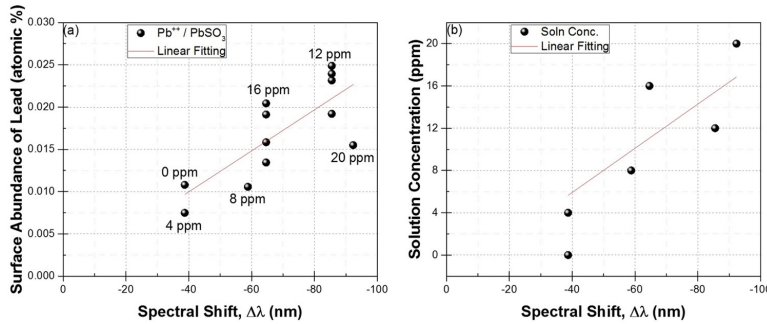 (a)
Pb⁺⁺ / PbSO₃
Linear Fitting
12 ppm
16 ppm
0 ppm
4 ppm
8 ppm
20 ppm
Surface Abundance of Lead (atomic %)
0.030
0.025
0.020
0.015
0.010
0.005
0.000
0 -20 -40 -60 -80 -100
Spectral Shift, Δλ (nm)
(b)
Soln Conc.
Linear Fitting
Solution Concentration (ppm)
20
16
12
8
4
0
0 -20 -40 -60 -80 -100
Spectral Shift, Δλ (nm)